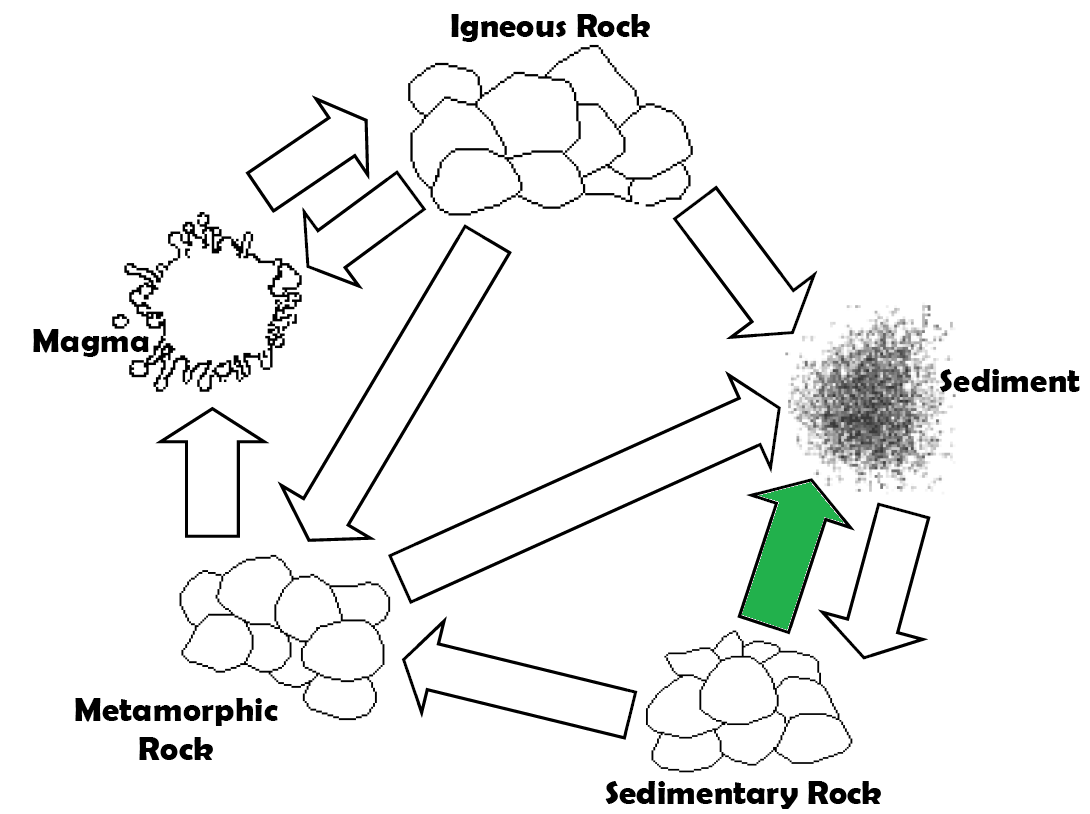 Igneous Rock
Magma
Sediment
Metamorphic
Rock
Sedimentary Rock